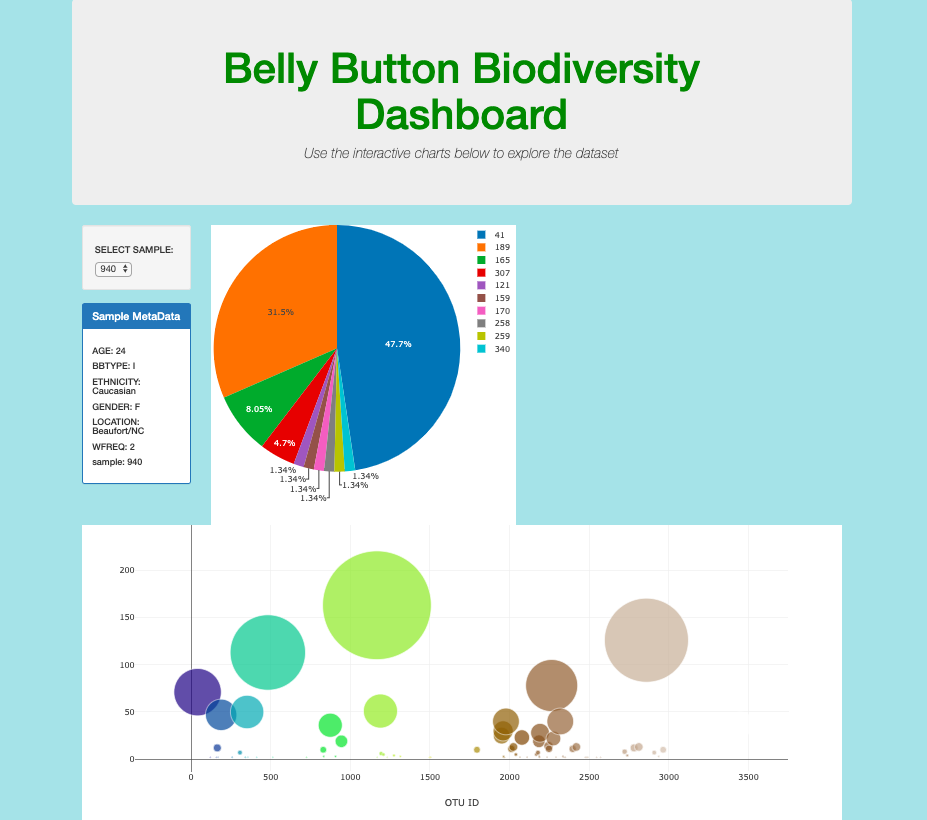 Belly Button Biodiversity
Dashboard
Use the interactive charts below to explore the dataset
SELECT SAMPLE:
940
Sample MetaData
AGE: 24
BBTYPE: I
ETHNICITY:
Caucasian
GENDER: F
LOCATION:
Beaufort/NC
WFREQ: 2
sample: 940
47.7%
31.5%
8.05%
4.7%
1.34%
1.34%
1.34%
1.34%
1.34%
1.34%
41
189
165
307
121
159
170
258
259
340
200
150
100
50
0
0
500
1000
1500
2000
2500
3000
3500
OTU ID